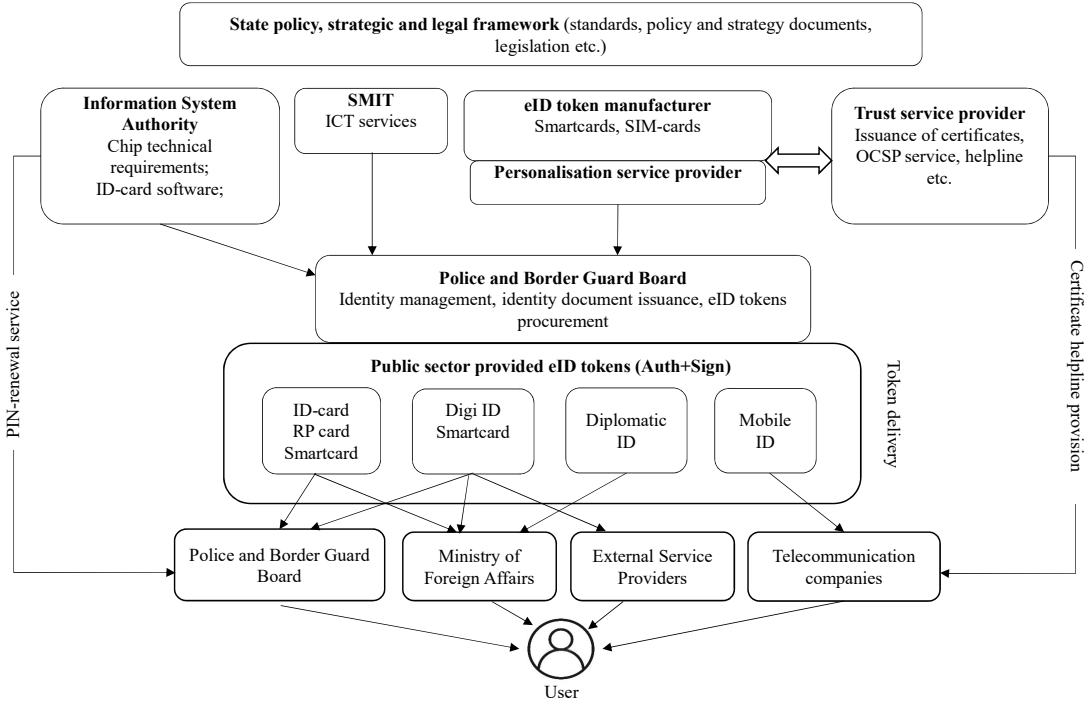 State policy, strategic and legal framework (standards, policy and strategy documents,
legislation etc.)
Information System
Authority
Chip technical
requirements;
ID-card software;
SMIT
ICT services
eID token manufacturer
Smartcards, SIM-cards
Personalisation service provider
Trust service provider
Issuance of certificates,
OCSP service, helpline
etc.
Police and Border Guard Board
Identity management, identity document issuance, eID tokens
procurement
PIN-renewal service
Certificate helpline provision
Public sector provided eID tokens (Auth+Sign)
Token delivery
ID-card
RP card
Smartcard
Digi ID
Smartcard
Diplomatic
ID
Mobile
ID
Police and Border Guard
Board
Ministry of
Foreign Affairs
External Service
Providers
Telecommunication
companies
User